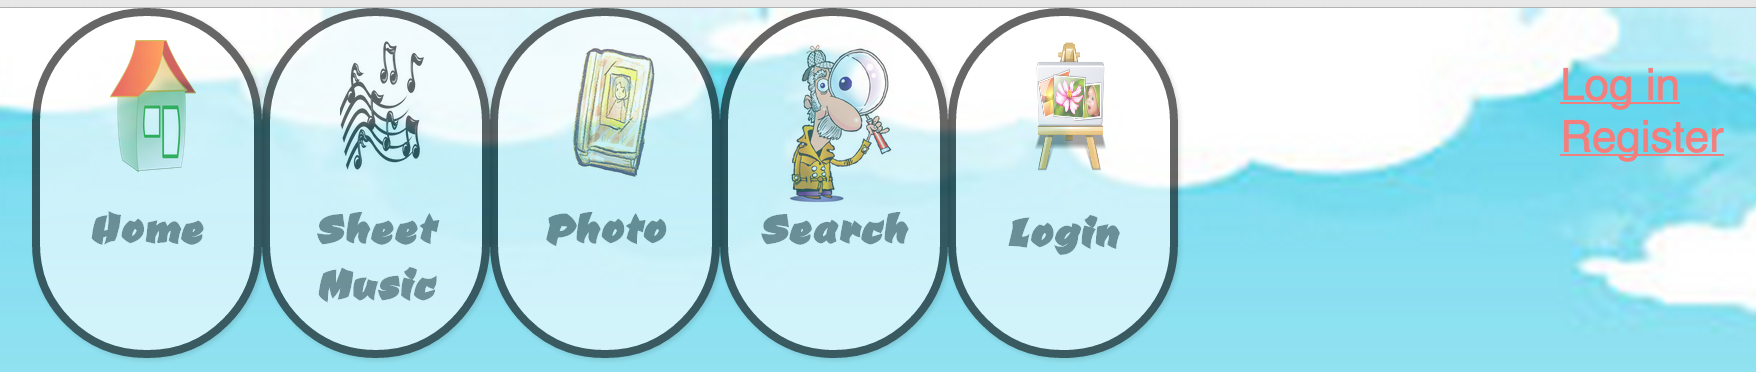 Home
Sheet
Music
Photo
Search
Login
Log in
Register